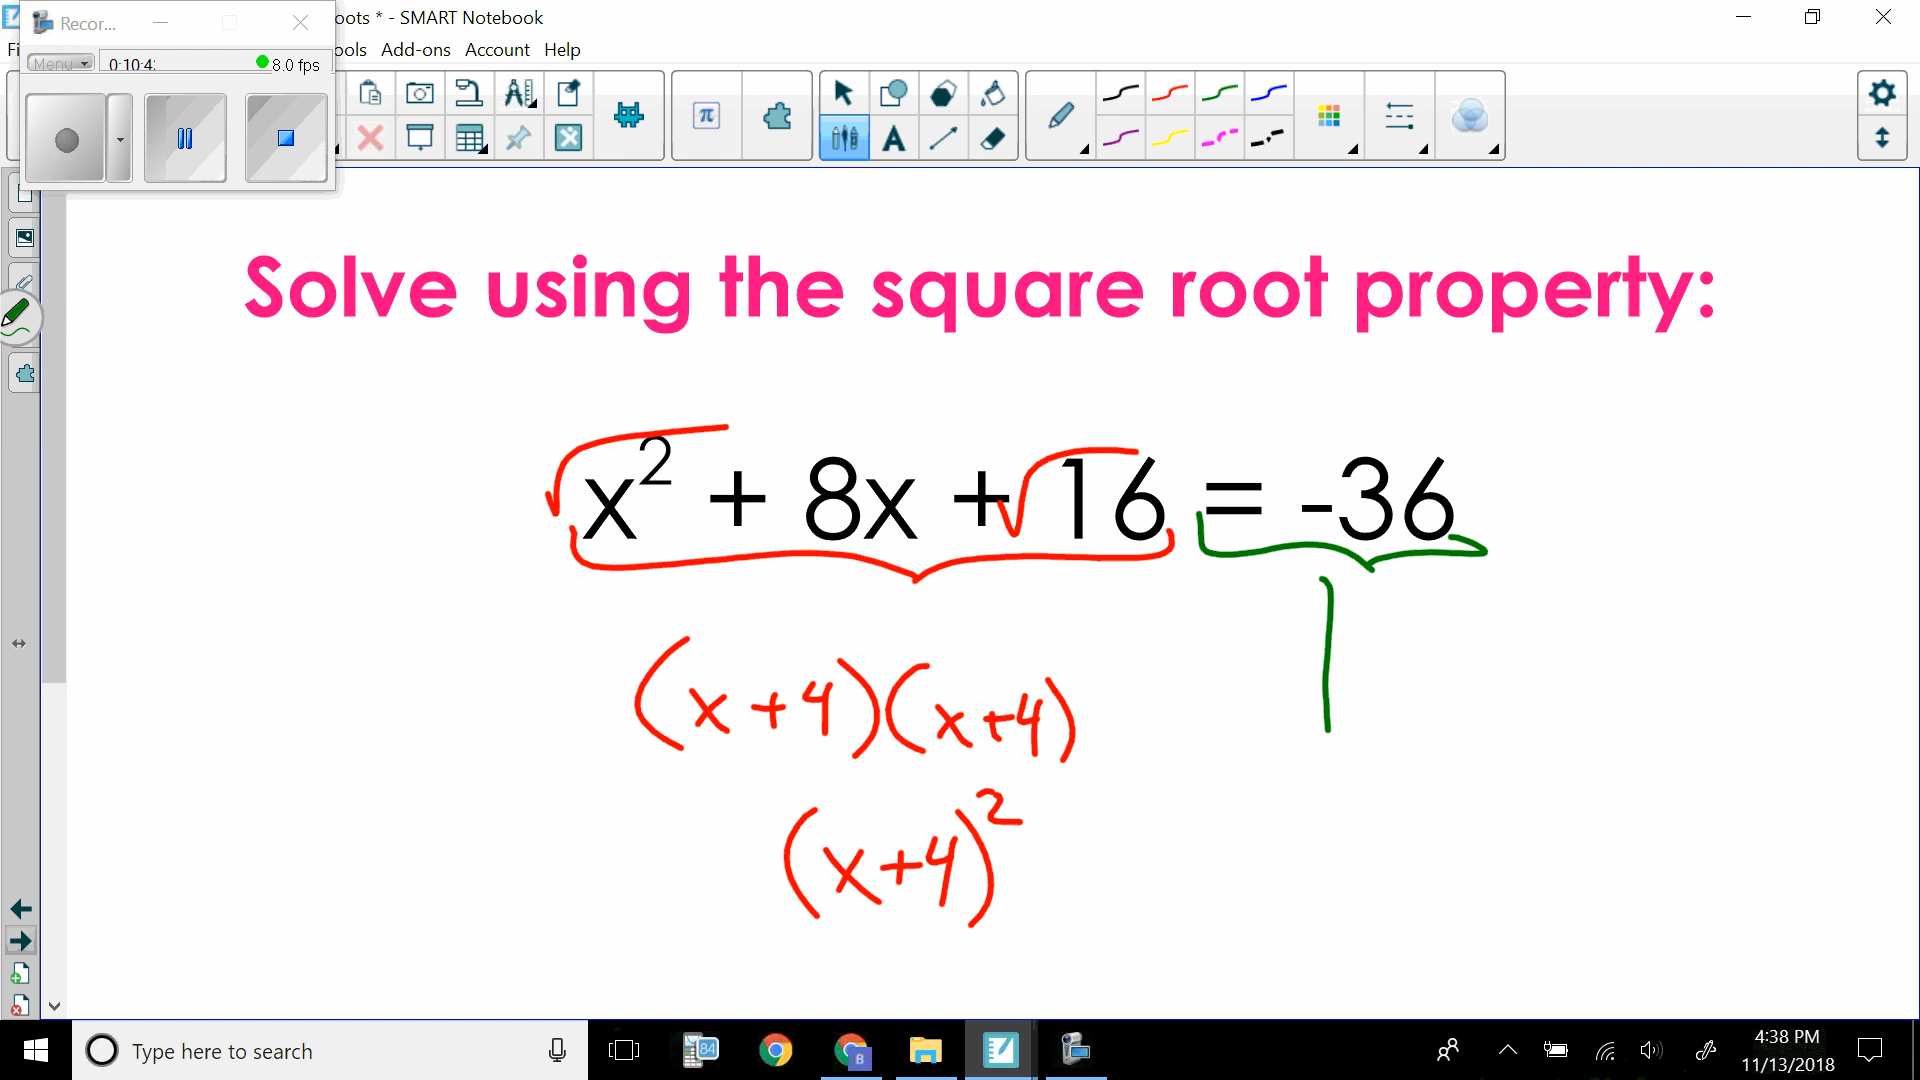 Recor...
oots * - SMART Notebook
Fi
ools Add-ons Account Help
Menu
0:10:4
8.0 fps
π
A
Solve using the square root property:
x² + 8x + √16 = -36
(x+4)(x+4)
(x+4)²
Type here to search
84
B
4:38 PM
11/13/2018